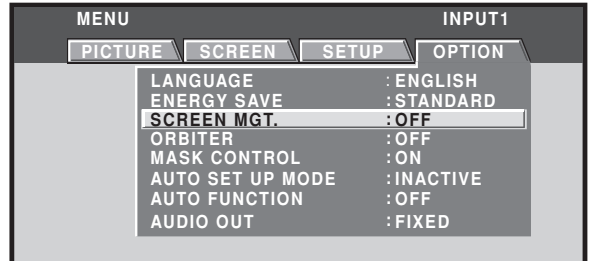 MENU INPUT1
PICTURE SCREEN SETUP OPTION
LANGUAGE :ENGLISH
ENERGY SAVE :STANDARD
SCREEN MGT. :OFF
ORBITER :OFF
MASK CONTROL :ON
AUTO SET UP MODE :INACTIVE
AUTO FUNCTION :OFF
AUDIO OUT :FIXED